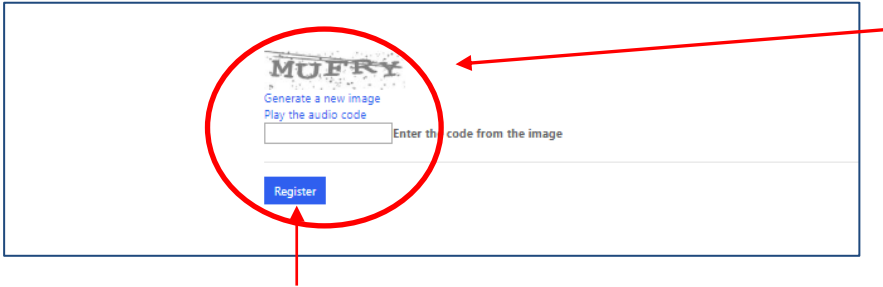 MUFRY
Generate a new image
Play the audio code
Enter the code from the image
Register